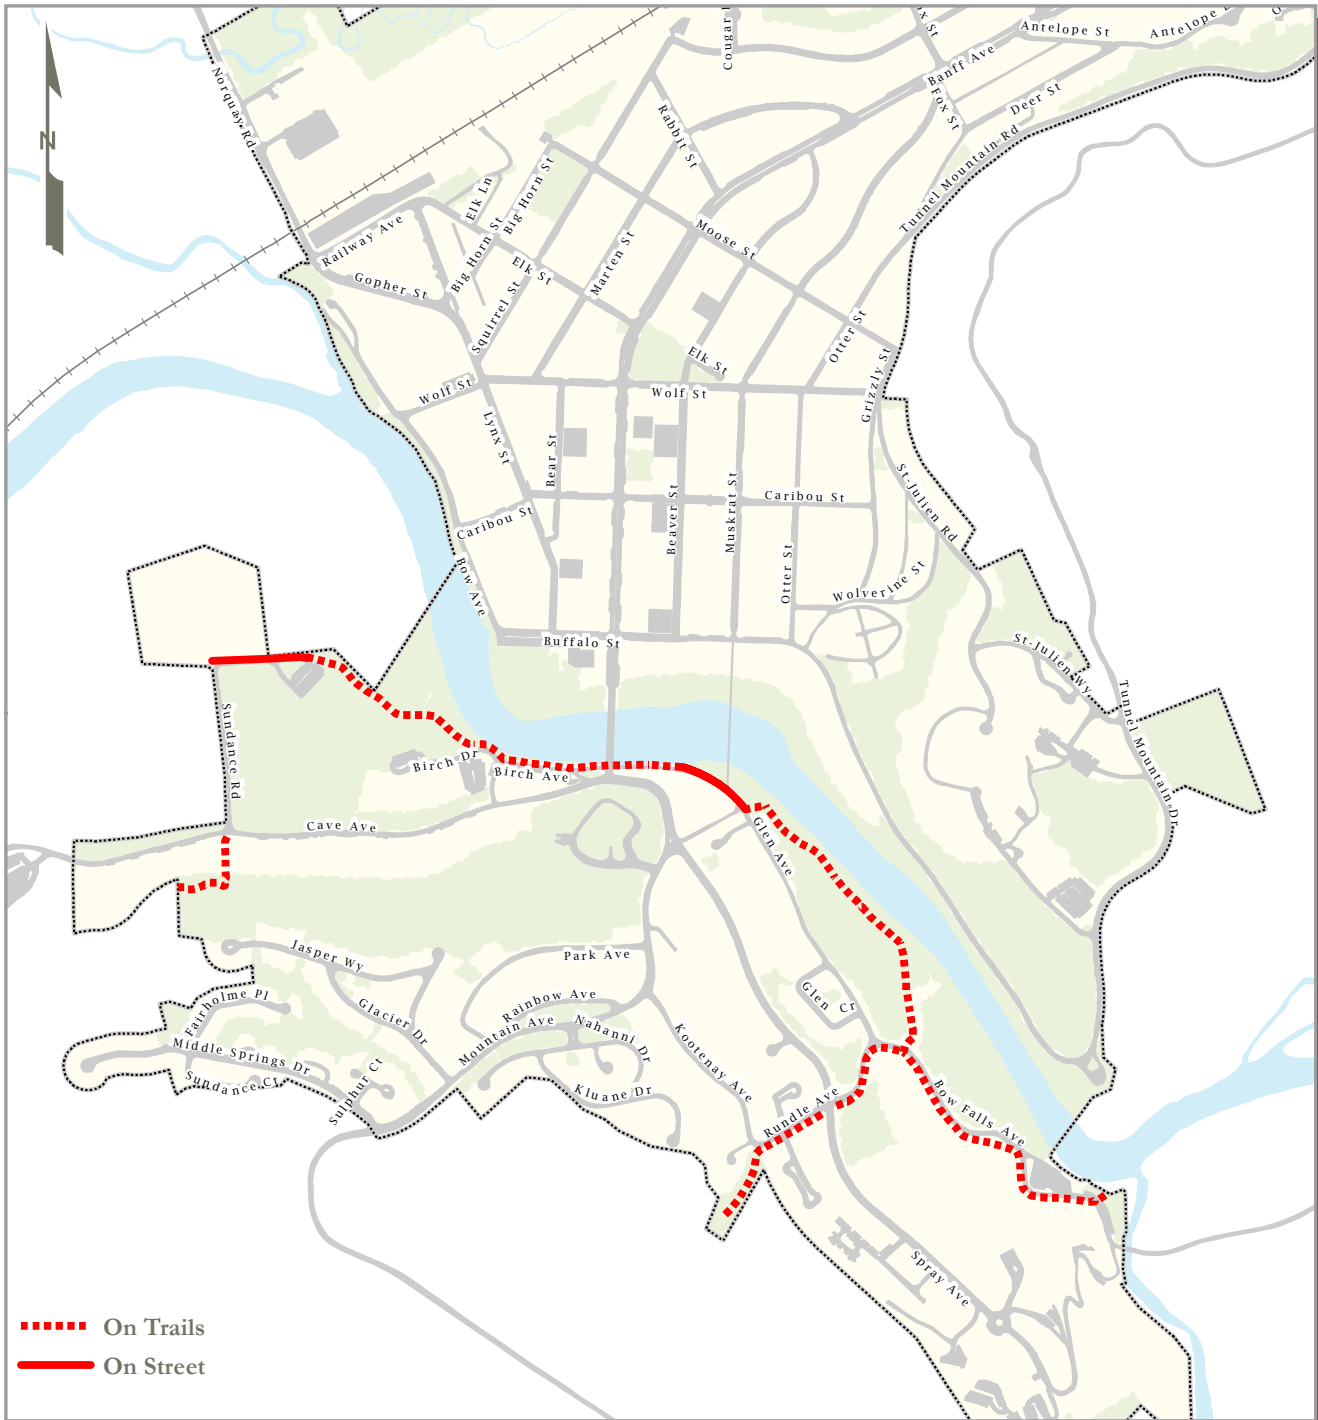 Cougar
Fox St
Antelope St
Antelope
Banff Ave
Norquay Rd
N
Rabbit St
Fox St
Deer St
Tunnel Mountain Rd
Elk Ln
Big Horn St
Railway Ave
Big Horn St
Moose St
Marten St
Elk St
Gopher St
Squirrel St
Otter St
Elk St
Grizzly St
Wolf St
Wolf St
Lynx St
Bear St
Beaver St
Muskrat St
Caribou St
St-Julien Rd
Caribou St
Bow Ave
Otter St
Wolverine St
Buffalo St
St-Julien Wy
Tunnel Mountain Dr
Sundance Rd
Birch Dr
Birch Ave
Cave Ave
Glen Ave
Jasper Wy
Park Ave
Fairholme Pl
Rainbow Ave
Glen Cr
Glacier Dr
Mountain Ave
Nahanni Dr
Kootenay Ave
Middle Springs Dr
Sundance Ct
Sulphur Ct
Kluane Dr
Rundle Ave
Bow Falls Ave
Spray Ave
On Trails
On Street